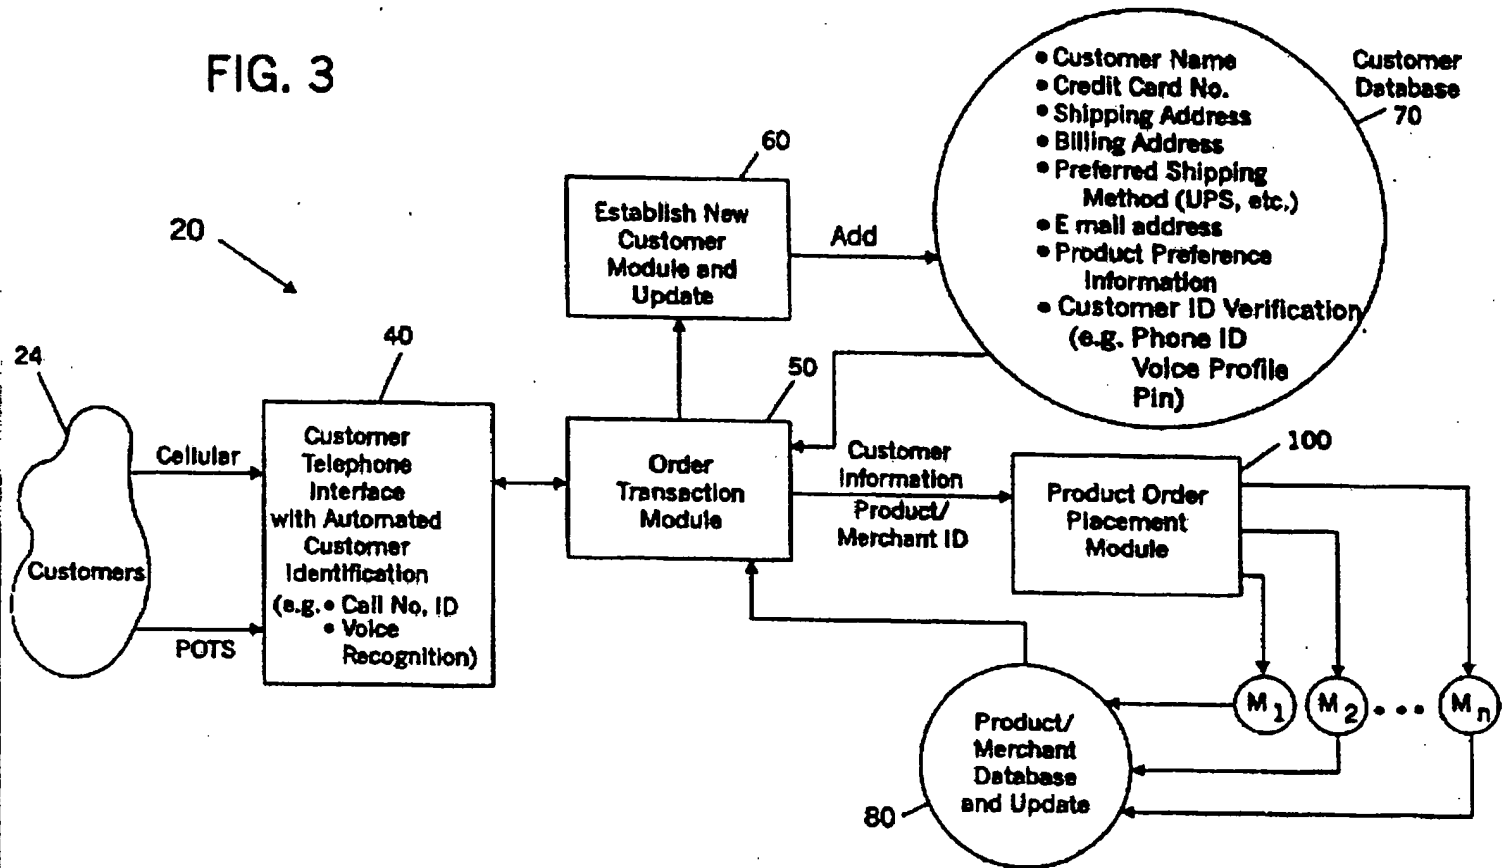 FIG. 3
• Customer Name
• Credit Card No.
• Shipping Address
• Billing Address
• Preferred Shipping
Method (UPS, etc.)
• E mail address
• Product Preference
Information
• Customer ID Verification
(e.g. Phone ID
Voice Profile
Pin)
Customer
Database
70
60
Establish New
Customer
Module and
Update
Add
20
24
Customers
Cellular
POTS
40
Customer
Telephone
Interface
with Automated
Customer
Identification
(e.g. • Call No. ID
• Voice
Recognition)
50
Order
Transaction
Module
Customer
Information
Product/
Merchant ID
100
Product Order
Placement
Module
M1
M2
• • •
Mn
Product/
Merchant
Database
and Update
80